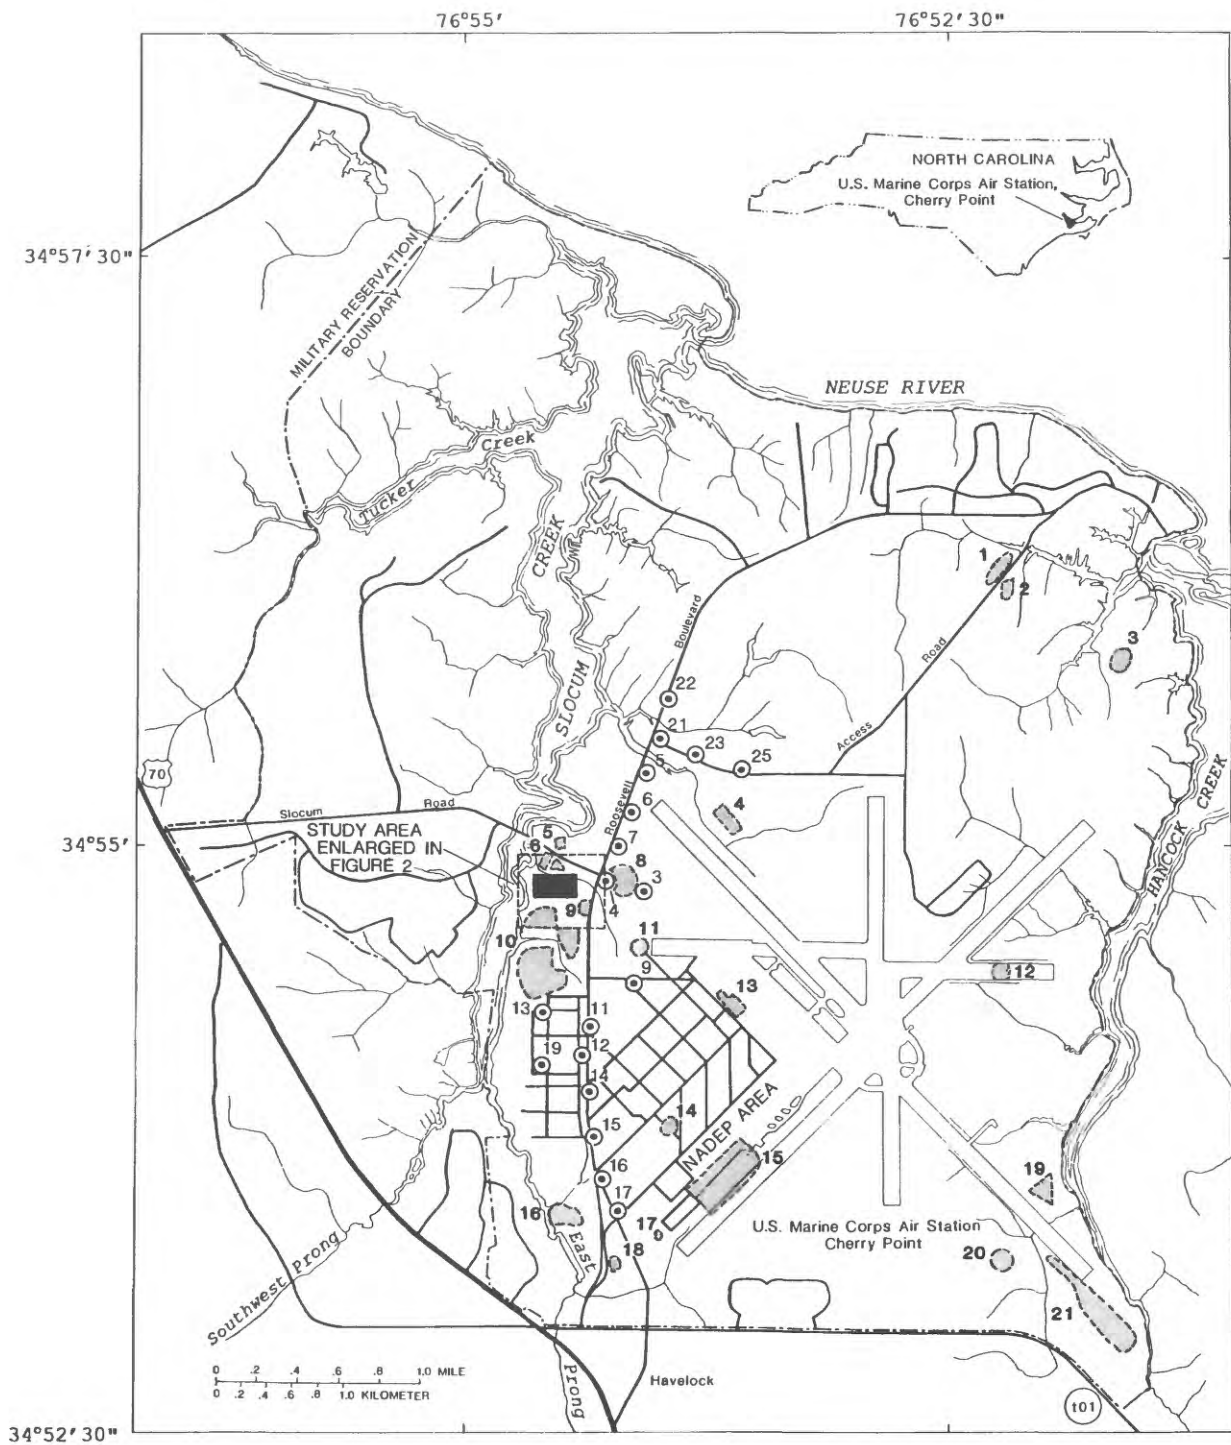 76°55'
76°52'30"
NORTH CAROLINA
U.S. Marine Corps Air Station,
Cherry Point
34°57'30"
MILITARY RESERVATION
BOUNDARY
NEUSE RIVER
Tucker Creek
SLOCUM CREEK
1
2
3
Roosevelt Boulevard
Access Road
22
21
23
25
5
70
Slocum Road
6
4
34°55'
STUDY AREA
ENLARGED IN
FIGURE 2
5
6
7
8
3
9
4
HANCOCK CREEK
10
11
9
12
13
13
11
12
19
14
15
14
NADEP AREA
15
16
17
16
17
18
19
U.S. Marine Corps Air Station
Cherry Point
20
21
Southwest Prong
East Prong
0 .2 .4 .6 .8 1.0 MILE
0 .2 .4 .6 .8 1.0 KILOMETER
Havelock
101
34°52'30"